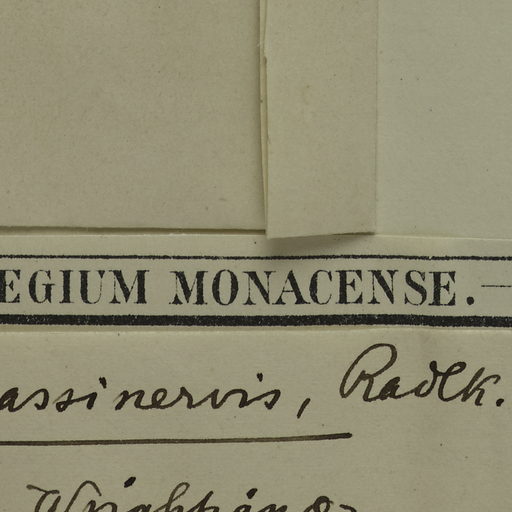 EGIUM MONACENSE.—
assinervis, Radlk.